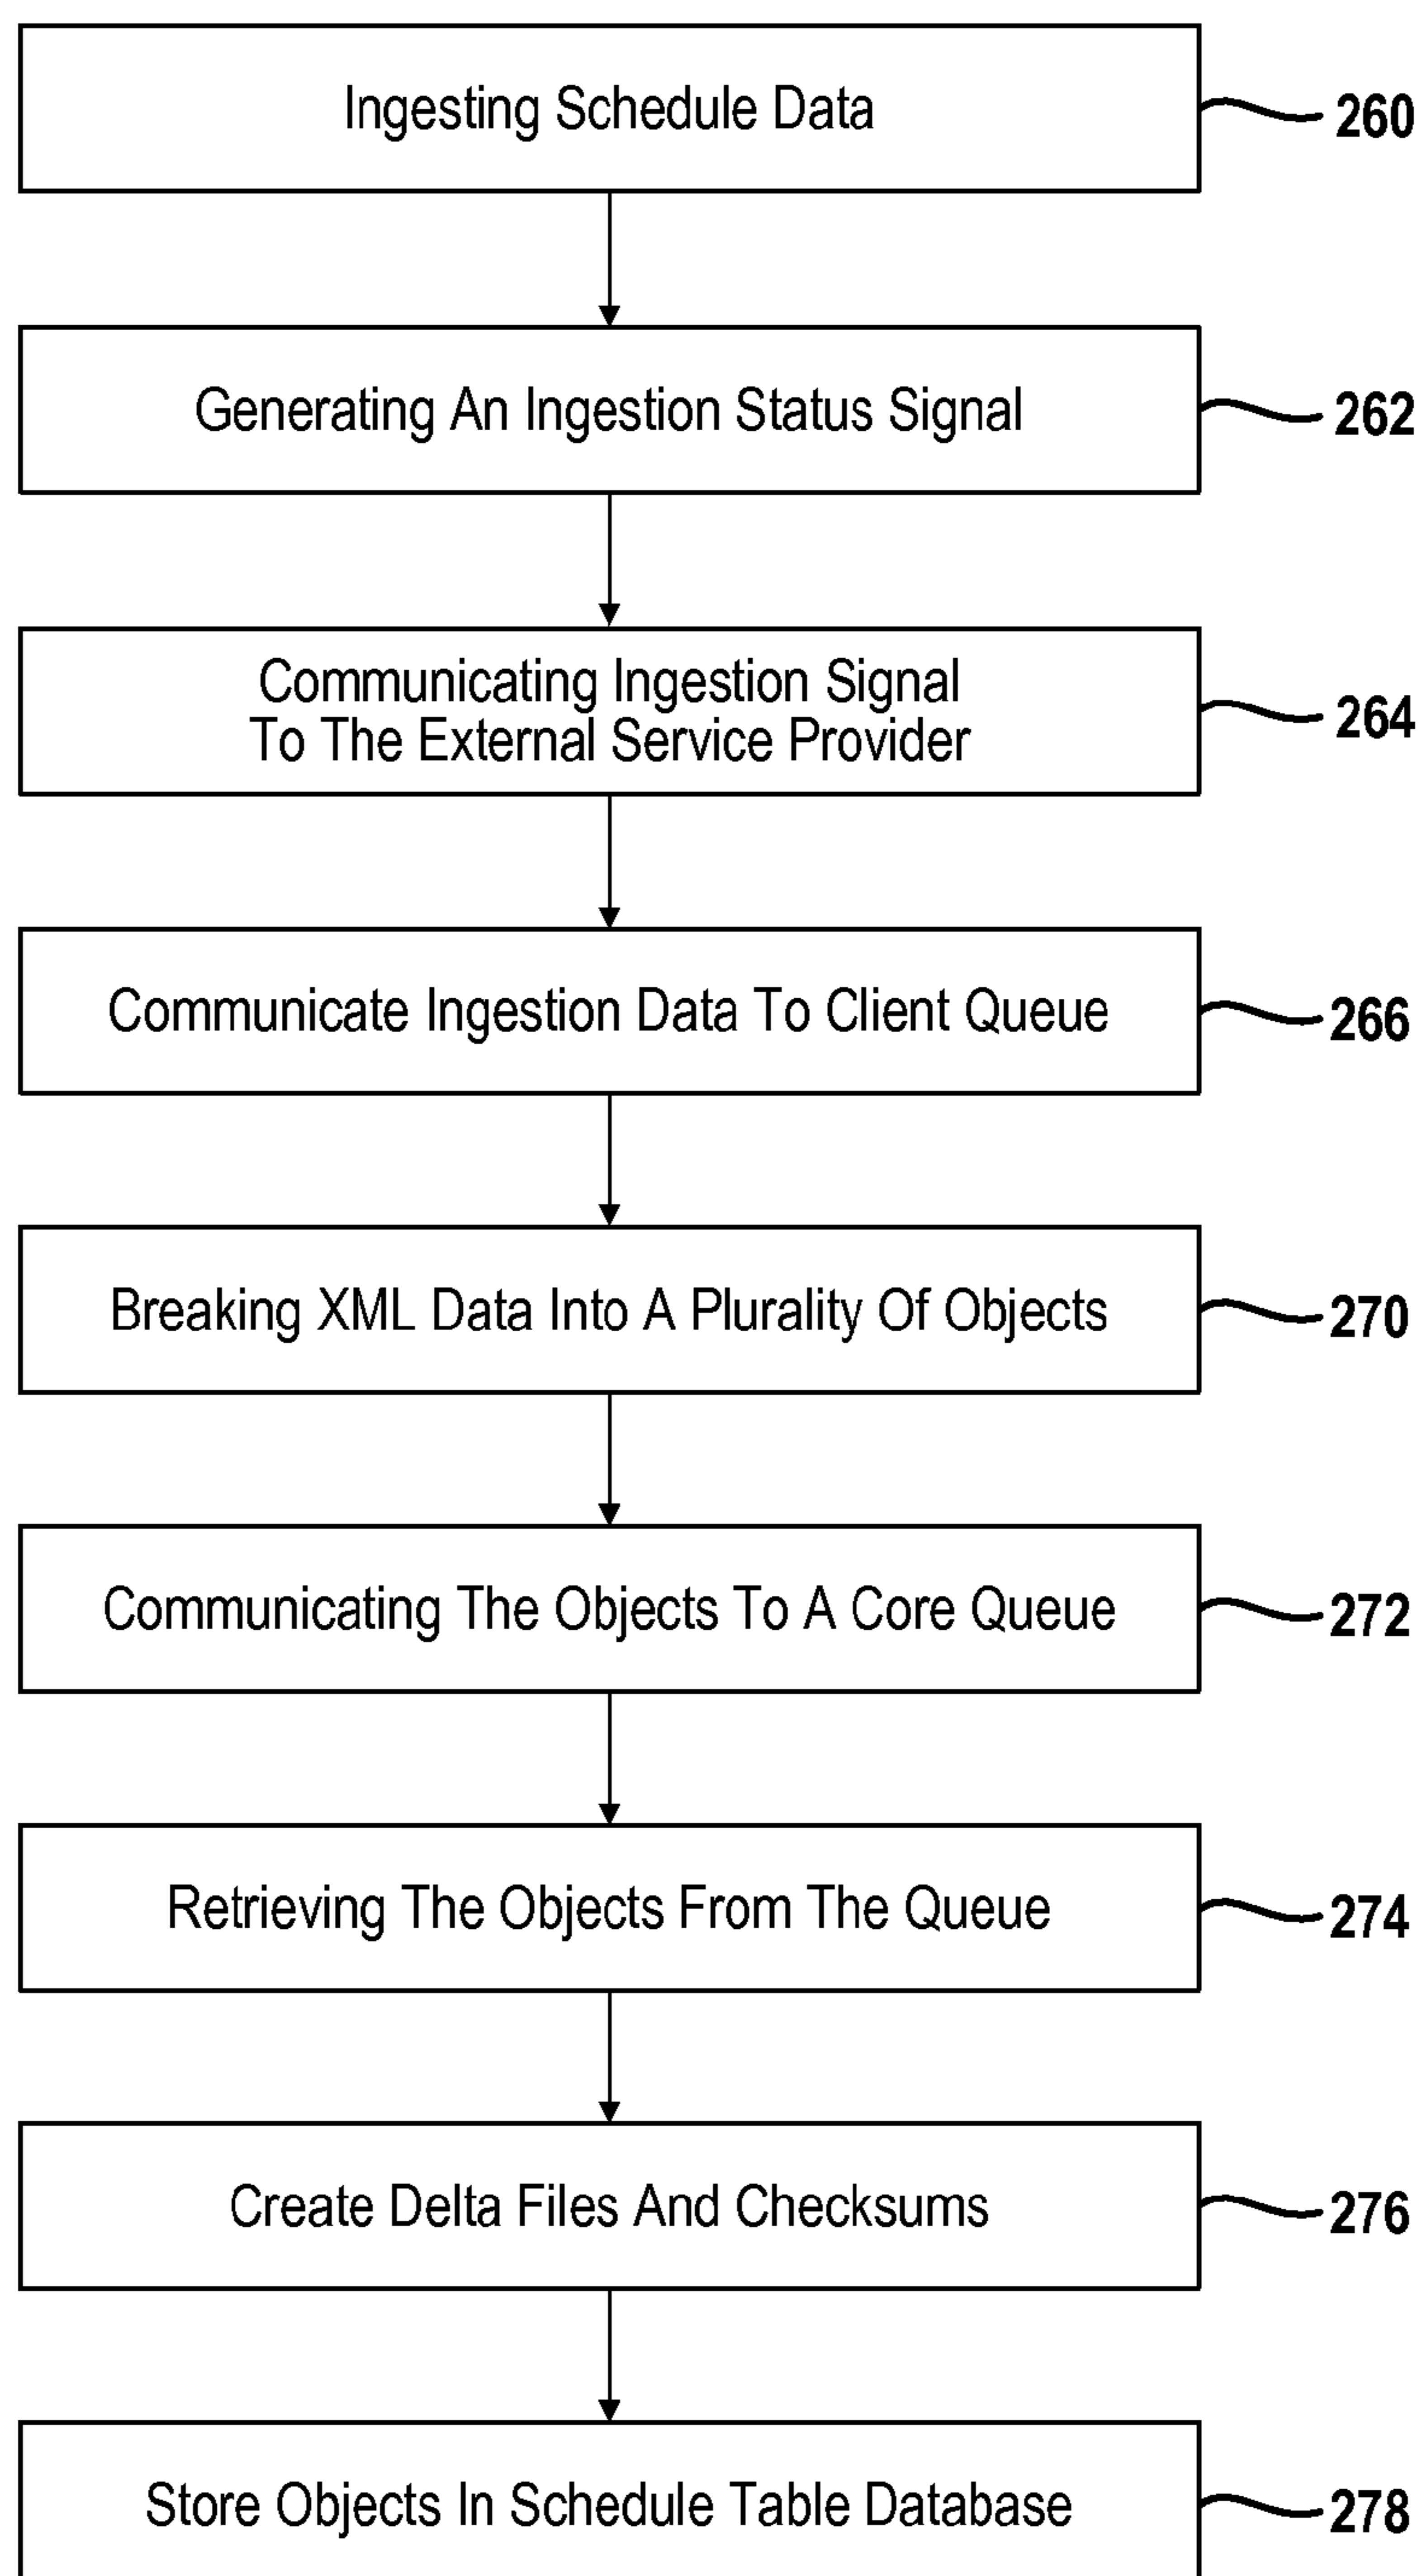 Ingesting Schedule Data
260
Generating An Ingestion Status Signal
262
Communicating Ingestion Signal
To The External Service Provider
264
Communicate Ingestion Data To Client Queue
266
Breaking XML Data Into A Plurality Of Objects
270
Communicating The Objects To A Core Queue
272
Retrieving The Objects From The Queue
274
Create Delta Files And Checksums
276
Store Objects In Schedule Table Database
278